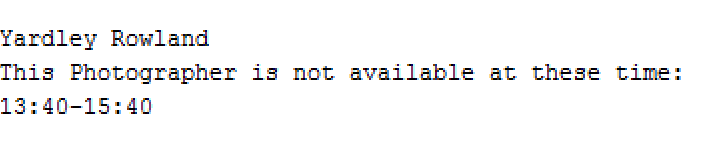 Yardley Rowland
This Photographer is not available at these time:
13:40-15:40